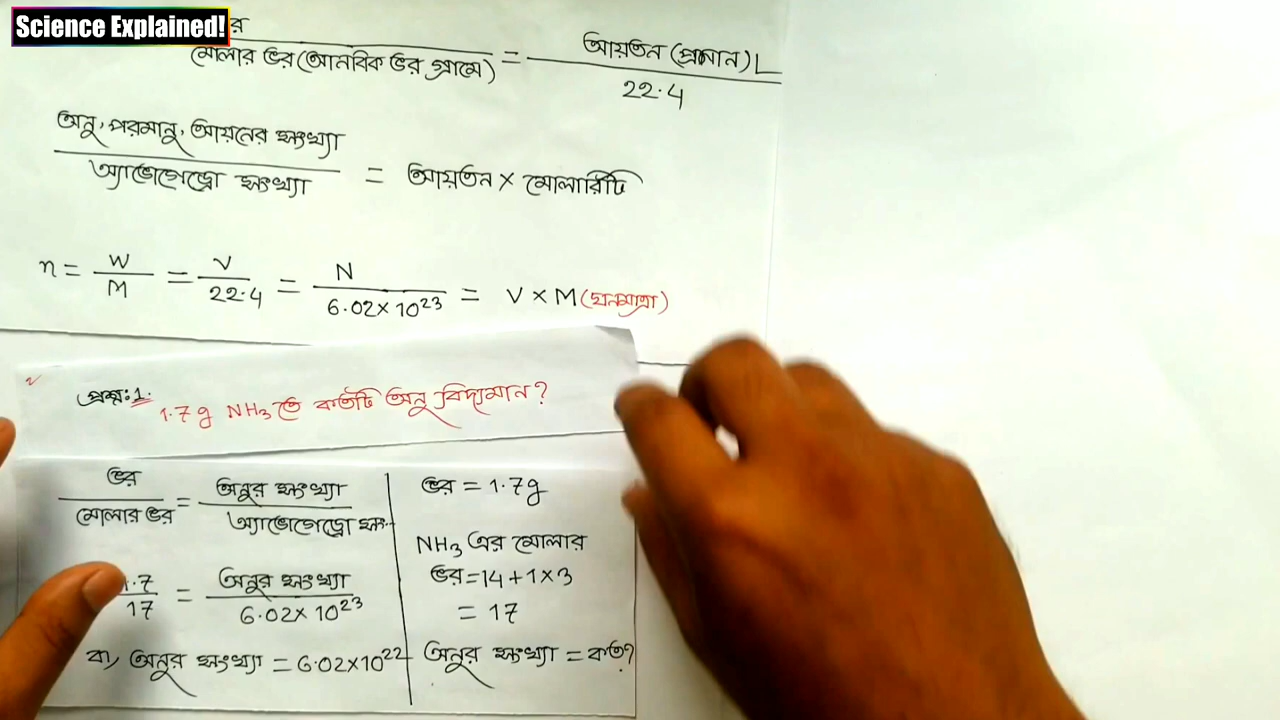 Science Explained!
র
মোলার ভর (আনবিক ভর গ্রামে) = আয়তন (প্রমান) L / 22.4
অনু, পরমানু, আয়নের সংখ্যা / অ্যাভোগেড্রো সংখ্যা = আয়তন × মোলারিটি
n = W/M = V/22.4 = N/6.02×10²³ = V × M (ঘনমাত্রা)
প্রশ্ন:1. 1.7g NH₃ তে কতটি অনু বিদ্যমান?
ভর / মোলার ভর = অনুর সংখ্যা / অ্যাভোগেড্রো সং
1.7/17 = অনুর সংখ্যা / 6.02×10²³
বা, অনুর সংখ্যা = 6.02×10²²
ভর = 1.7g
NH₃ এর মোলার
ভর = 14 + 1×3
= 17
অনুর সংখ্যা = কত?